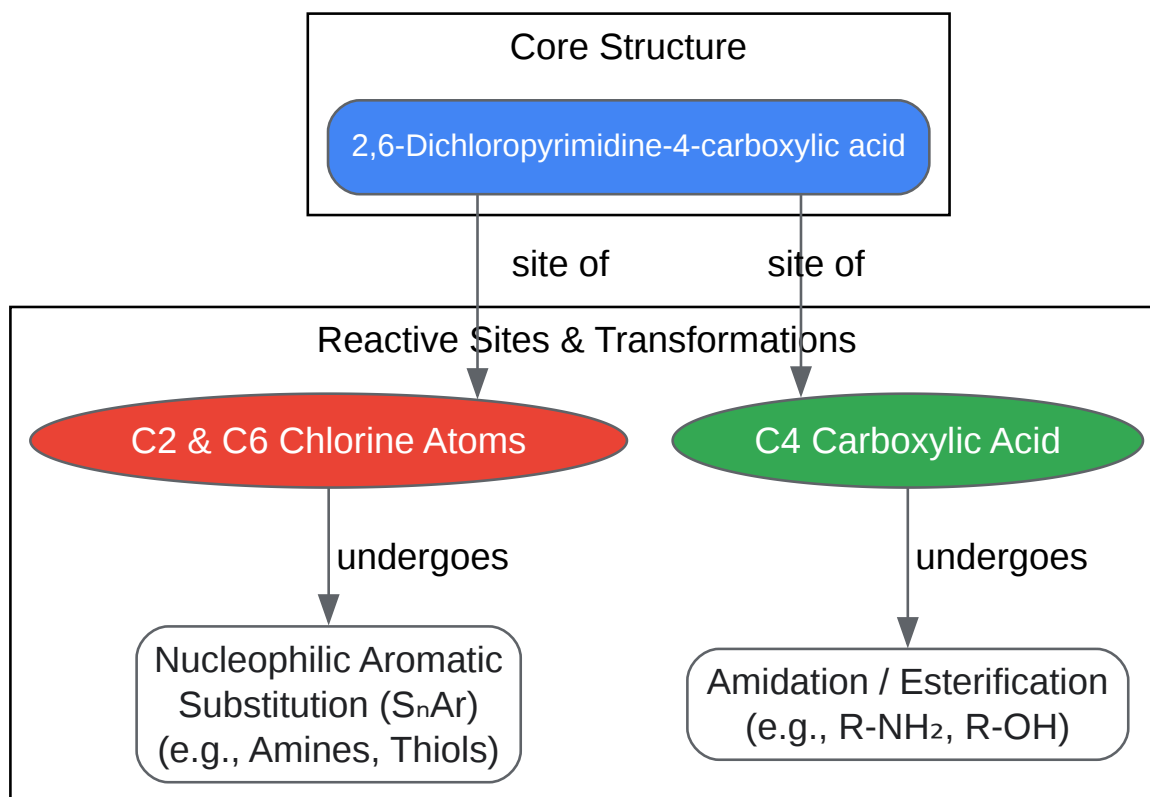 Core Structure
2,6-Dichloropyrimidine-4-carboxylic acid
site of
site of
Reactive Sites & Transformations
C2 & C6 Chlorine Atoms
C4 Carboxylic Acid
undergoes
undergoes
Nucleophilic Aromatic
Substitution (SₙAr)
(e.g., Amines, Thiols)
Amidation / Esterification
(e.g., R-NH₂, R-OH)